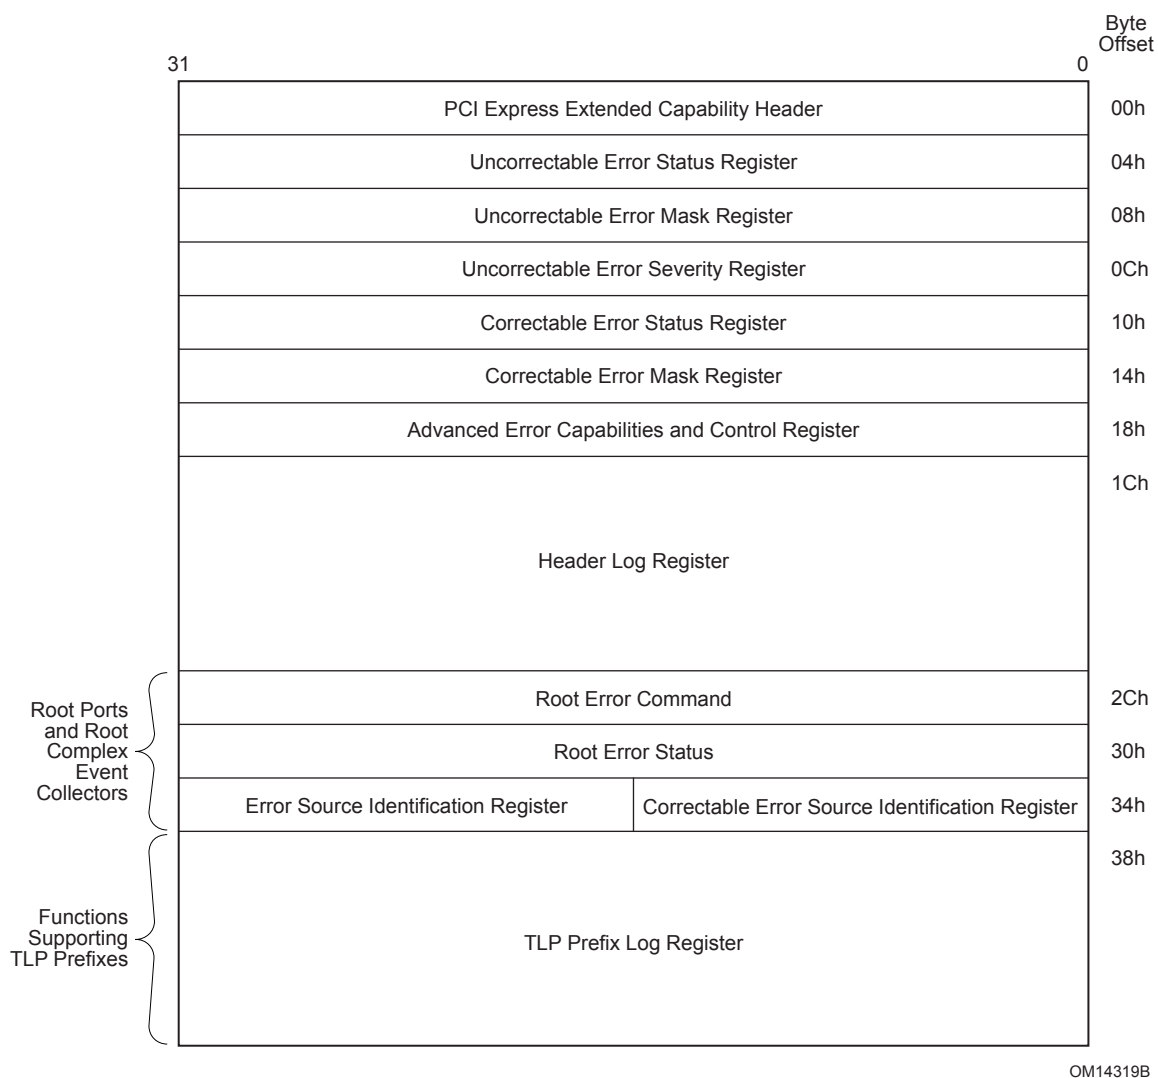 Byte
Offset
31
0
PCI Express Extended Capability Header
00h
Uncorrectable Error Status Register
04h
Uncorrectable Error Mask Register
08h
Uncorrectable Error Severity Register
0Ch
Correctable Error Status Register
10h
Correctable Error Mask Register
14h
Advanced Error Capabilities and Control Register
18h
1Ch
Header Log Register
Root Ports
and Root
Complex
Event
Collectors
Root Error Command
2Ch
Root Error Status
30h
Error Source Identification Register
Correctable Error Source Identification Register
34h
38h
Functions
Supporting
TLP Prefixes
TLP Prefix Log Register
OM14319B